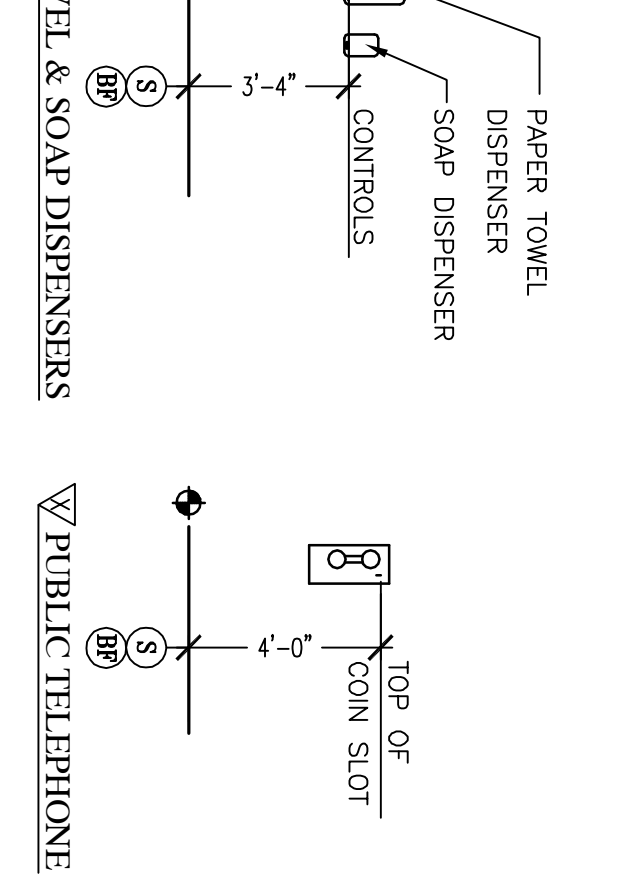 PAPER TOWEL
DISPENSER
SOAP DISPENSER
CONTROLS
3'-4"
S
BF
& SOAP DISPENSERS
TOP OF
COIN SLOT
4'-0"
S
BF
X PUBLIC TELEPHONE